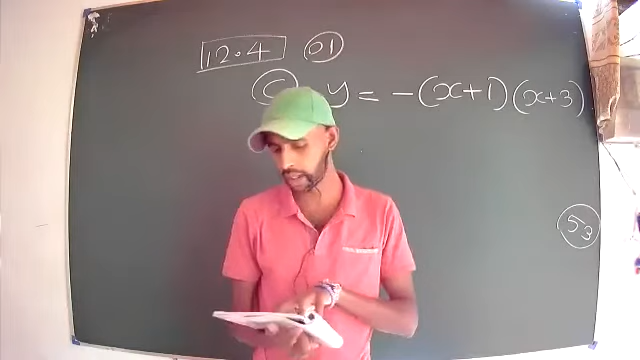 12.4 01
C y = -(x+1)(x+3)
53